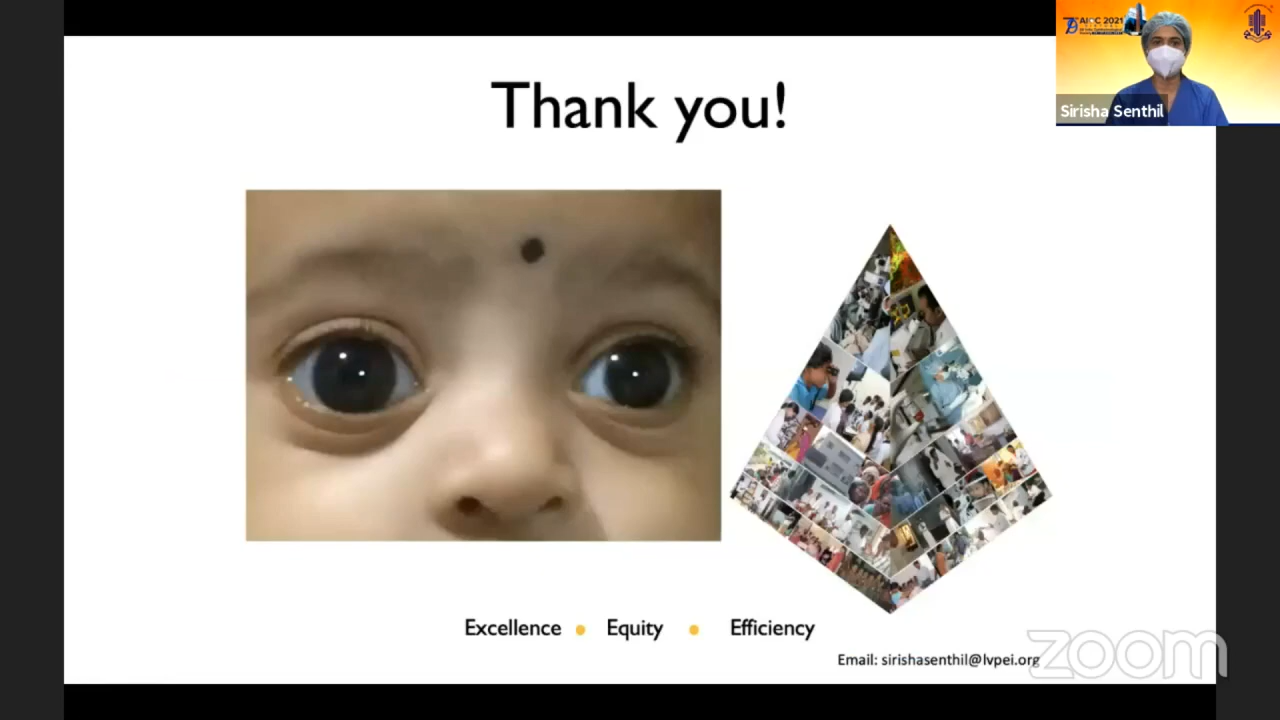 Thank you!
AIOC 2021
Sirisha Senthil
Excellence • Equity • Efficiency
Email: sirishasenthil@lvpei.org
zoom